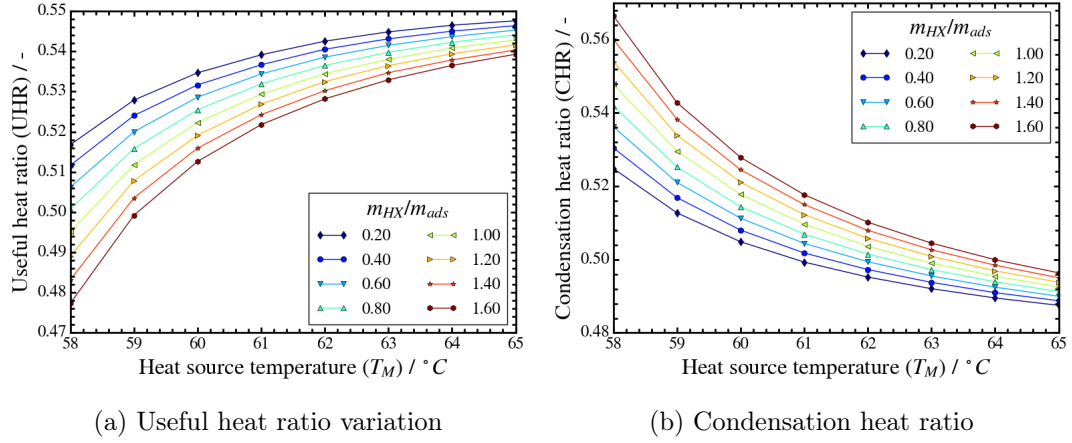 0.55
0.54
0.53
0.52
0.51
0.50
0.49
0.48
0.47
Useful heat ratio (UHR) / -
m_HX/m_ads
0.20 1.00
0.40 1.20
0.60 1.40
0.80 1.60
58 59 60 61 62 63 64 65
Heat source temperature (T_M) / °C
(a) Useful heat ratio variation
0.56
0.54
0.52
0.50
0.48
Condensation heat ratio (CHR) / -
m_HX/m_ads
0.20 1.00
0.40 1.20
0.60 1.40
0.80 1.60
58 59 60 61 62 63 64 65
Heat source temperature (T_M) / °C
(b) Condensation heat ratio